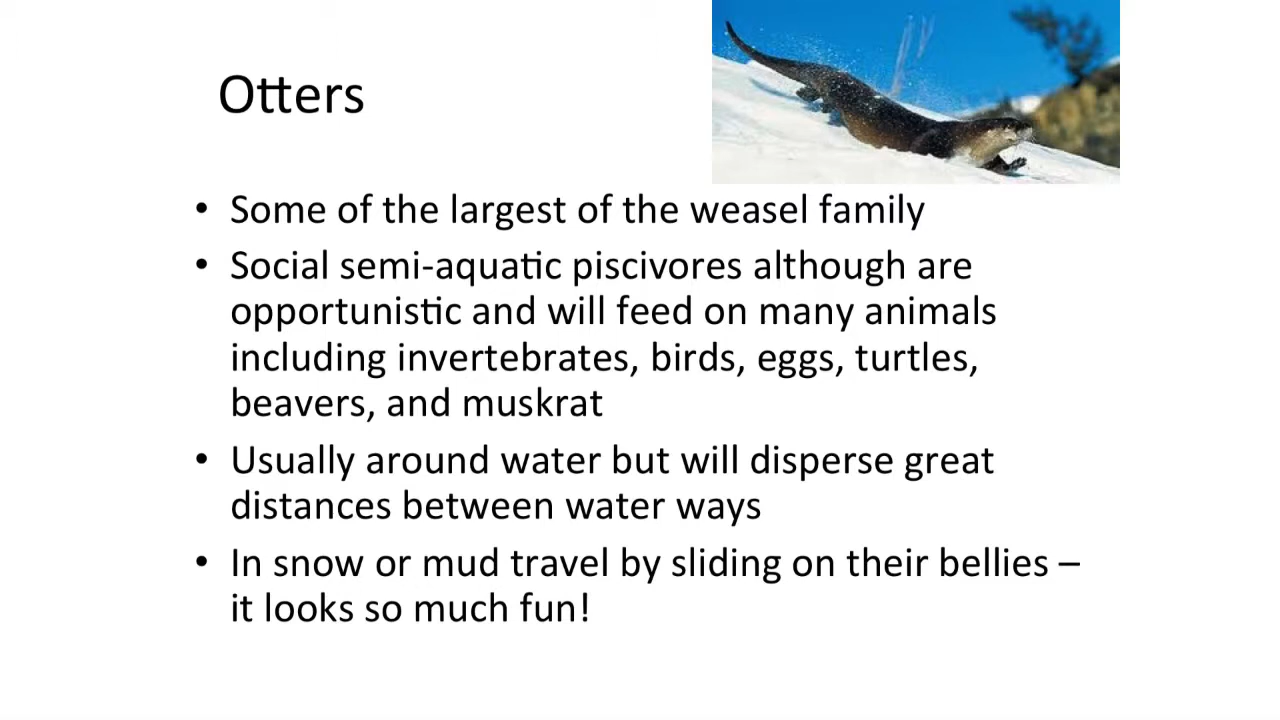 Otters
• Some of the largest of the weasel family
• Social semi-aquatic piscivores although are
opportunistic and will feed on many animals
including invertebrates, birds, eggs, turtles,
beavers, and muskrat
• Usually around water but will disperse great
distances between water ways
• In snow or mud travel by sliding on their bellies –
it looks so much fun!